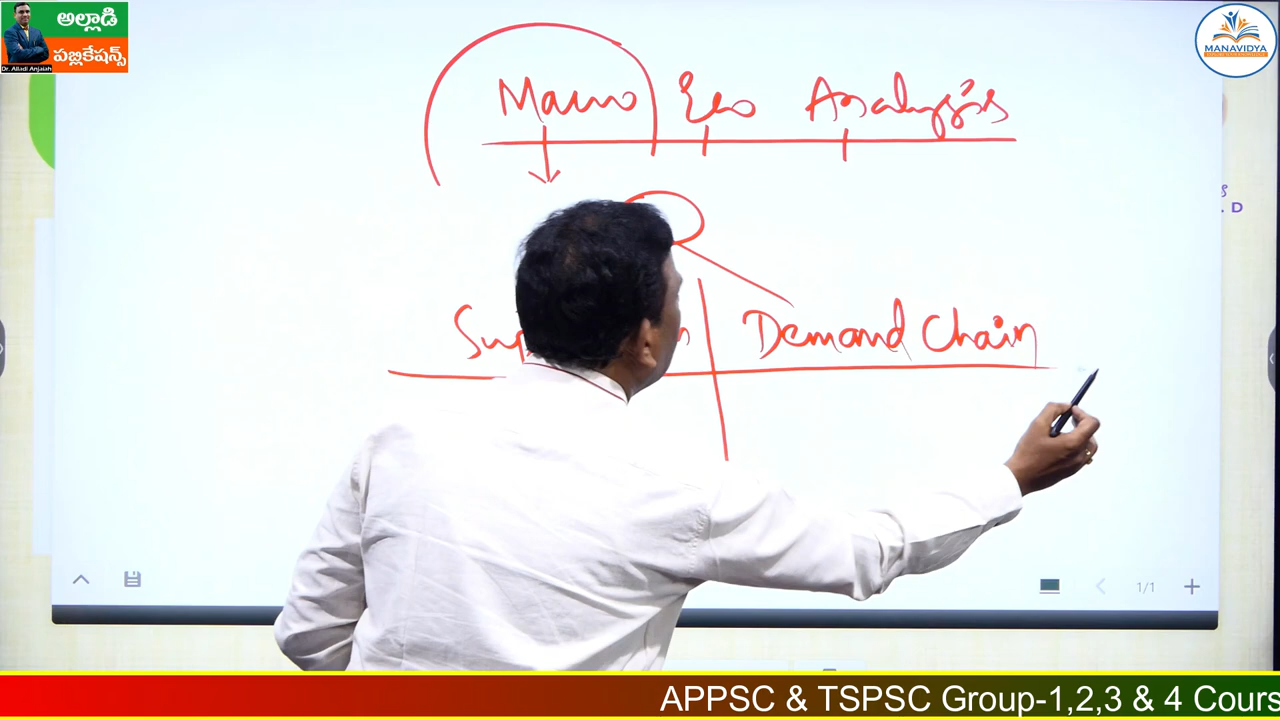 అల్లాడి
పబ్లికేషన్స్
Dr. Alladi Anjaiah
MANAVIDYA
Macro Eco Analysis
. D
Demand Chain
1/1
APPSC & TSPSC Group-1,2,3 & 4 Cours